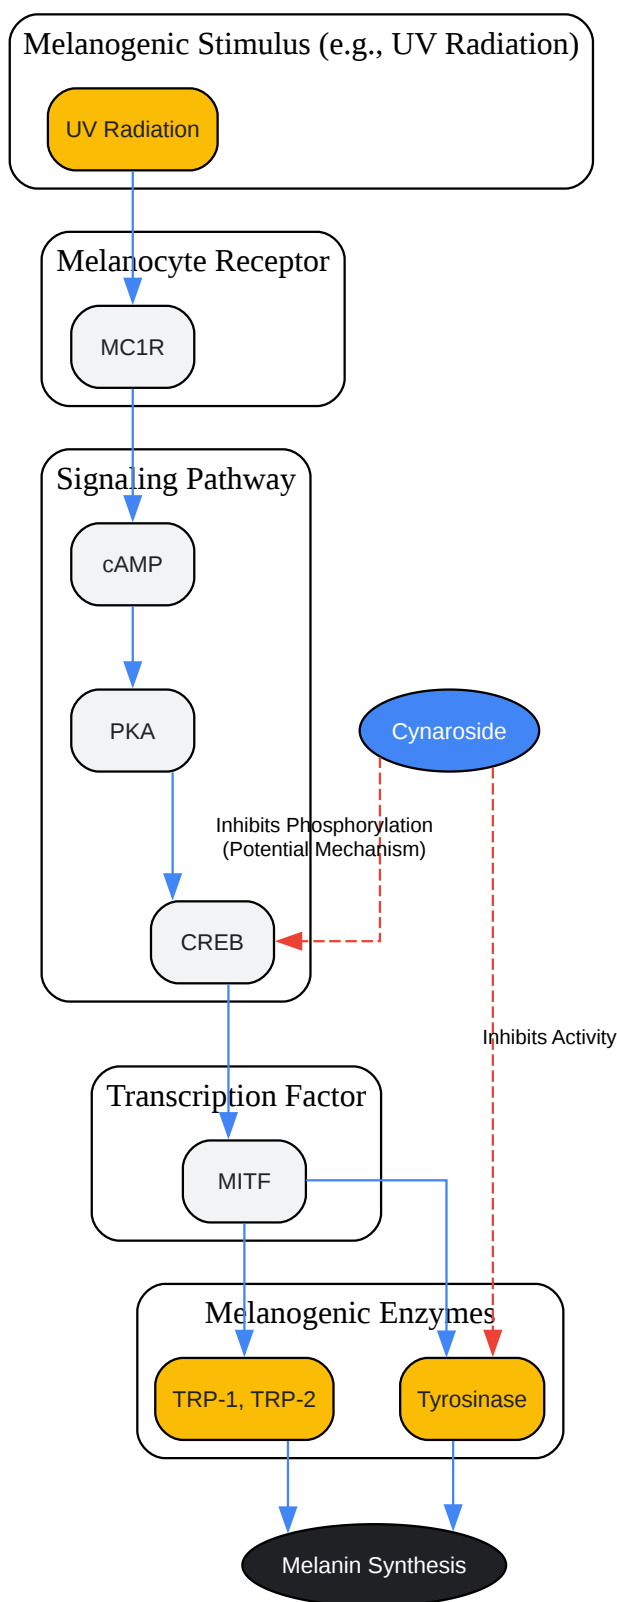 Melanogenic Stimulus (e.g., UV Radiation)
UV Radiation
Melanocyte Receptor
MC1R
Signaling Pathway
cAMP
PKA
Cynaroside
Inhibits Phosphorylation
(Potential Mechanism)
CREB
Inhibits Activity
Transcription Factor
MITF
Melanogenic Enzymes
TRP-1, TRP-2
Tyrosinase
Melanin Synthesis